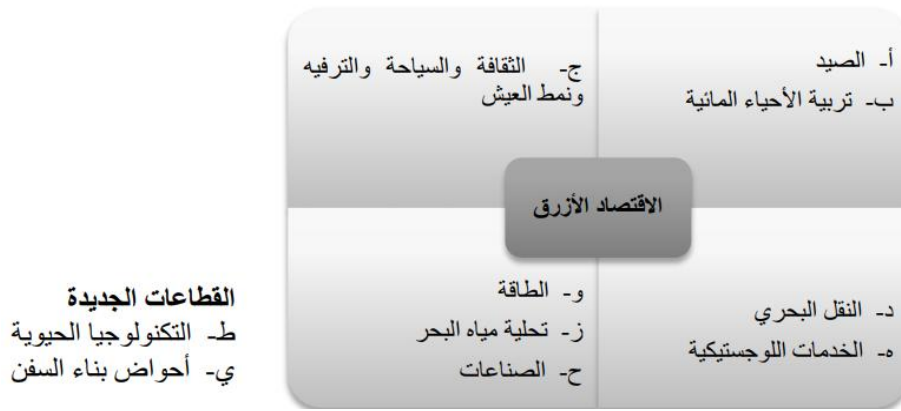 أ- الصيد
ب- تربية الأحياء المائية
ج- الثقافة والسياحة والترفيه
ونمط العيش
الاقتصاد الأزرق
د- النقل البحري
ه- الخدمات اللوجستيكية
و- الطاقة
ز- تحلية مياه البحر
ح- الصناعات
القطاعات الجديدة
ط- التكنولوجيا الحيوية
ي- أحواض بناء السفن